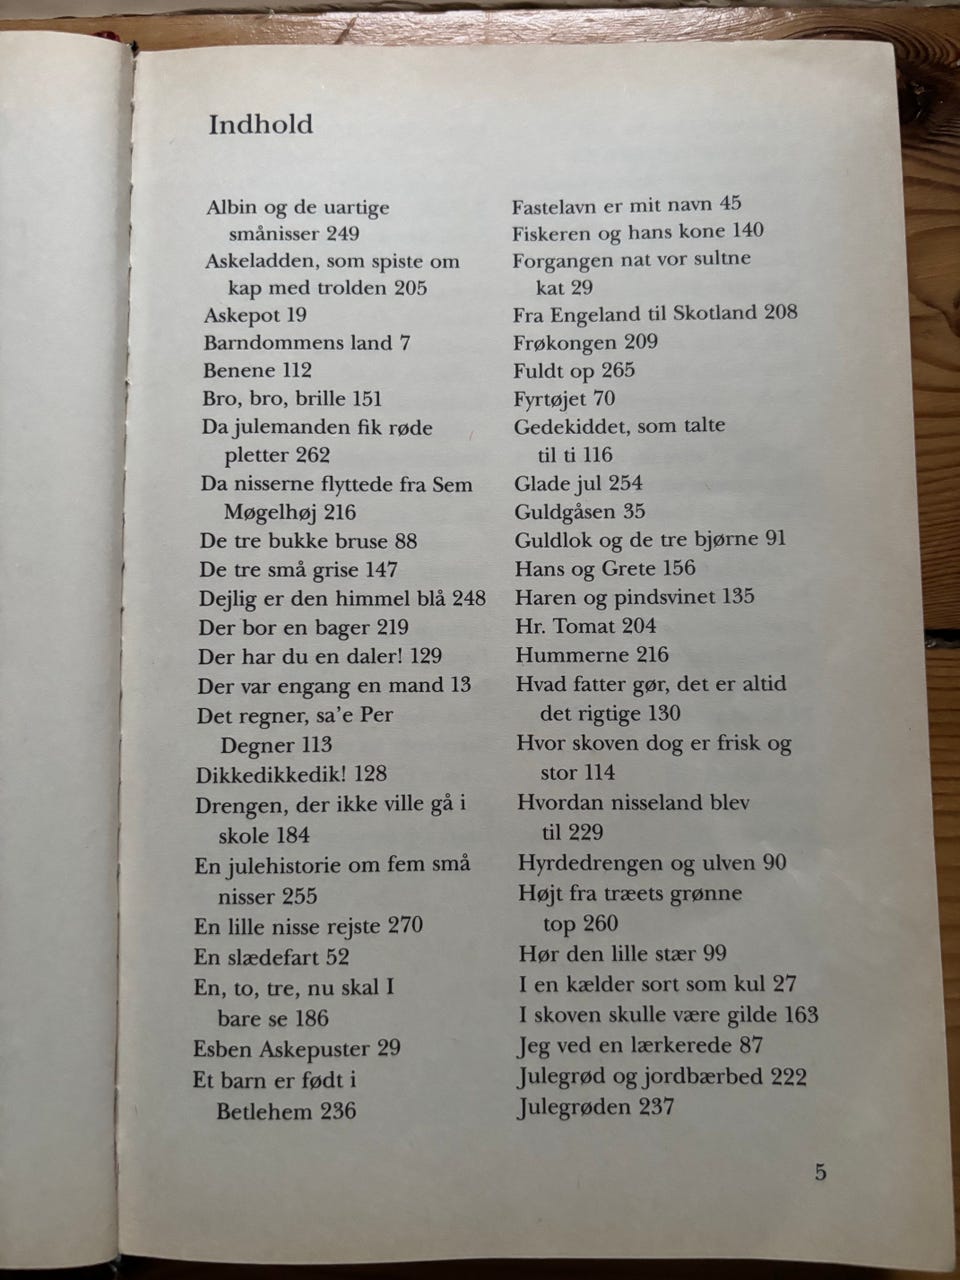 Indhold
Albin og de uartige
smånisser 249
Askeladden, som spiste om
kap med trolden 205
Askepot 19
Barndommens land 7
Benene 112
Bro, bro, brille 151
Da julemanden fik røde
pletter 262
Da nisserne flyttede fra Sem
Møgelhøj 216
De tre bukke bruse 88
De tre små grise 147
Dejlig er den himmel blå 248
Der bor en bager 219
Der har du en daler! 129
Der var engang en mand 13
Det regner, sa'e Per
Degner 113
Dikkedikkedik! 128
Drengen, der ikke ville gå i
skole 184
En julehistorie om fem små
nisser 255
En lille nisse rejste 270
En slædefart 52
En, to, tre, nu skal I
bare se 186
Esben Askepuster 29
Et barn er født i
Betlehem 236
Fastelavn er mit navn 45
Fiskeren og hans kone 140
Forgangen nat vor sultne
kat 29
Fra Engeland til Skotland 208
Frøkongen 209
Fuldt op 265
Fyrtøjet 70
Gedekiddet, som talte
til ti 116
Glade jul 254
Guldgåsen 35
Guldlok og de tre bjørne 91
Hans og Grete 156
Haren og pindsvinet 135
Hr. Tomat 204
Hummerne 216
Hvad fatter gør, det er altid
det rigtige 130
Hvor skoven dog er frisk og
stor 114
Hvordan nisseland blev
til 229
Hyrdedrengen og ulven 90
Højt fra træets grønne
top 260
Hør den lille stær 99
I en kælder sort som kul 27
I skoven skulle være gilde 163
Jeg ved en lærkerede 87
Julegrød og jordbærbed 222
Julegrøden 237
5